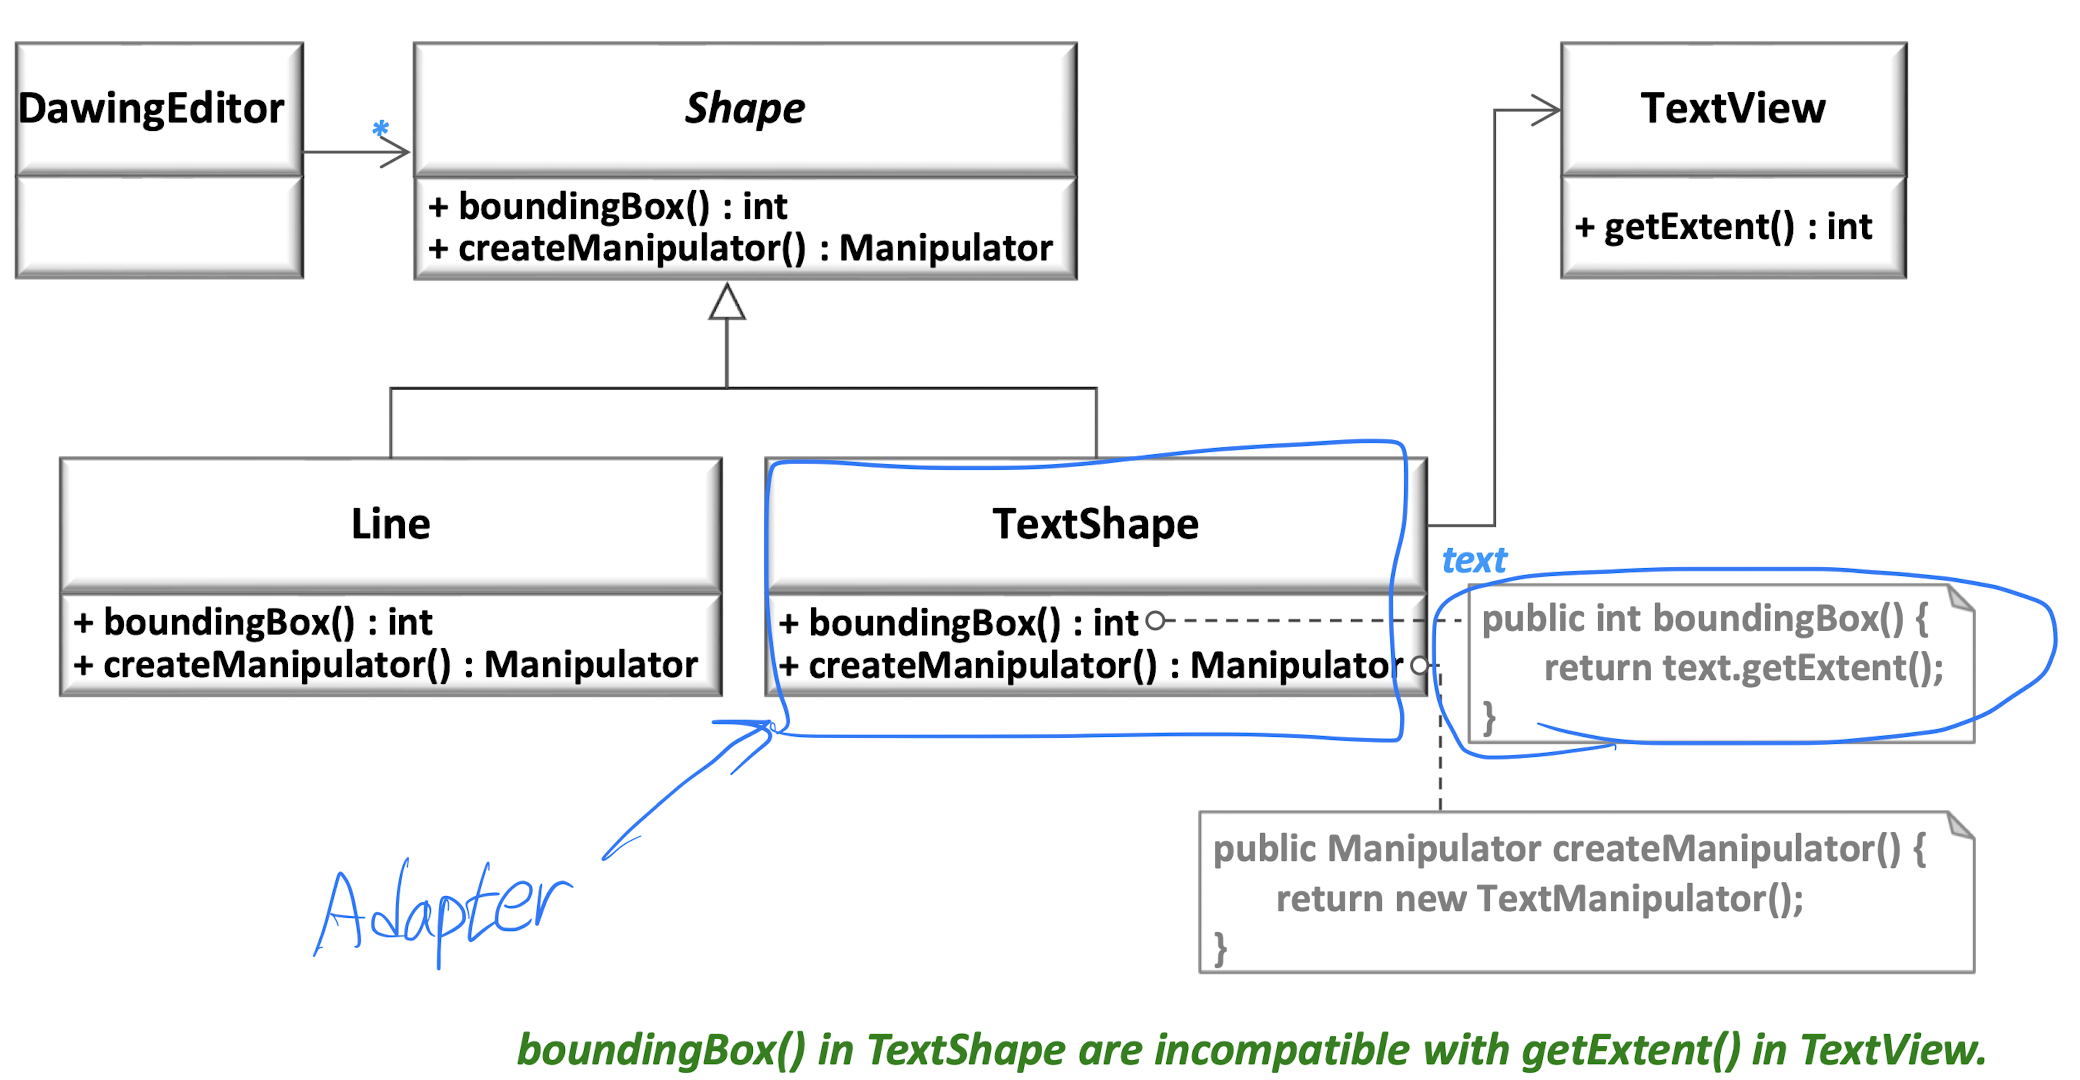 DawingEditor
*
Shape
+ boundingBox() : int
+ createManipulator() : Manipulator
TextView
+ getExtent() : int
Line
+ boundingBox() : int
+ createManipulator() : Manipulator
TextShape
+ boundingBox() : int
+ createManipulator() : Manipulator
text
public int boundingBox() {
return text.getExtent();
}
public Manipulator createManipulator() {
return new TextManipulator();
}
Adapter
boundingBox() in TextShape are incompatible with getExtent() in TextView.